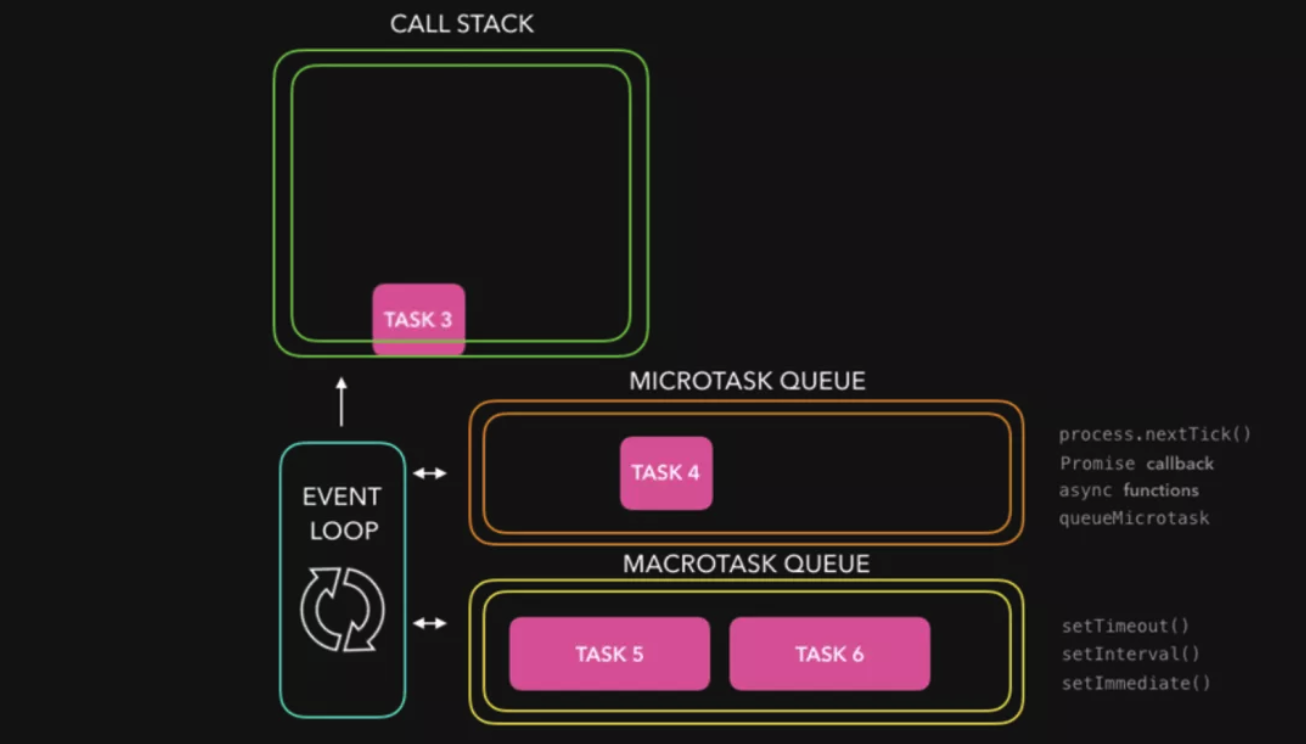 CALL STACK
TASK 3
MICROTASK QUEUE
TASK 4
process.nextTick()
Promise callback
async functions
queueMicrotask
EVENT
LOOP
MACROTASK QUEUE
TASK 5
TASK 6
setTimeout()
setInterval()
setImmediate()